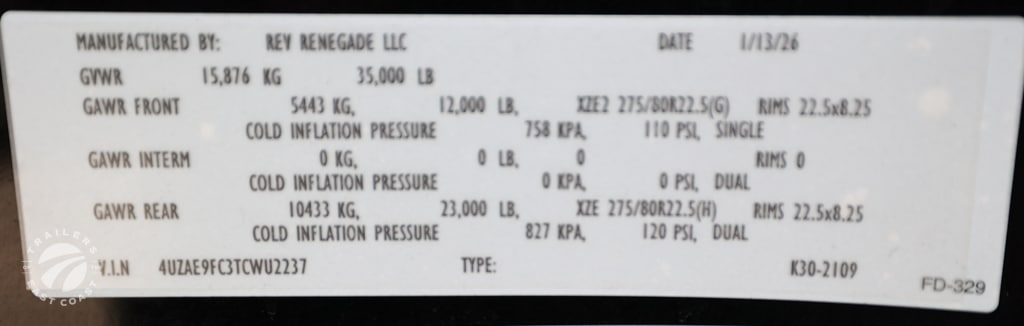 MANUFACTURED BY: REV RENEGADE LLC DATE 1/13/26
GVWR 15,876 KG 35,000 LB
GAWR FRONT 5443 KG, 12,000 LB, XZE2 275/80R22.5(G) RIMS 22.5x8.25
COLD INFLATION PRESSURE 758 KPA, 110 PSI, SINGLE
GAWR INTERM 0 KG, 0 LB, 0 RIMS 0
COLD INFLATION PRESSURE 0 KPA, 0 PSI, DUAL
GAWR REAR 10433 KG, 23,000 LB, XZE 275/80R22.5(H) RIMS 22.5x8.25
COLD INFLATION PRESSURE 827 KPA, 120 PSI, DUAL
V.I.N 4UZAE9FC3TCWU2237 TYPE: K30-2109
FD-329
TRAILERS
EAST COAST